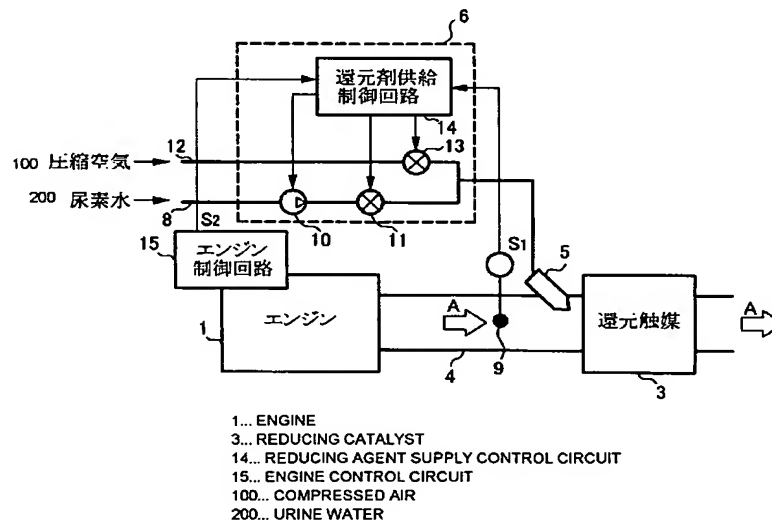 6
還元剤供給
制御回路
14
13
100 圧縮空気
12
200 尿素水
8
S2
10
11
S1
5
15
エンジン
制御回路
エンジン
1
A
9
4
還元触媒
3
A
1... ENGINE
3... REDUCING CATALYST
14... REDUCING AGENT SUPPLY CONTROL CIRCUIT
15... ENGINE CONTROL CIRCUIT
100... COMPRESSED AIR
200... URINE WATER